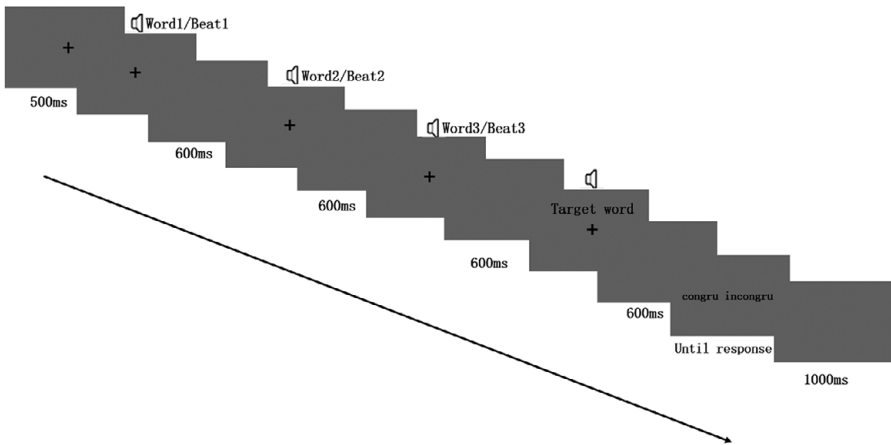 Word1/Beat1
500ms
Word2/Beat2
600ms
Word3/Beat3
600ms
Target word
600ms
600ms
congru incongru
Until response
1000ms